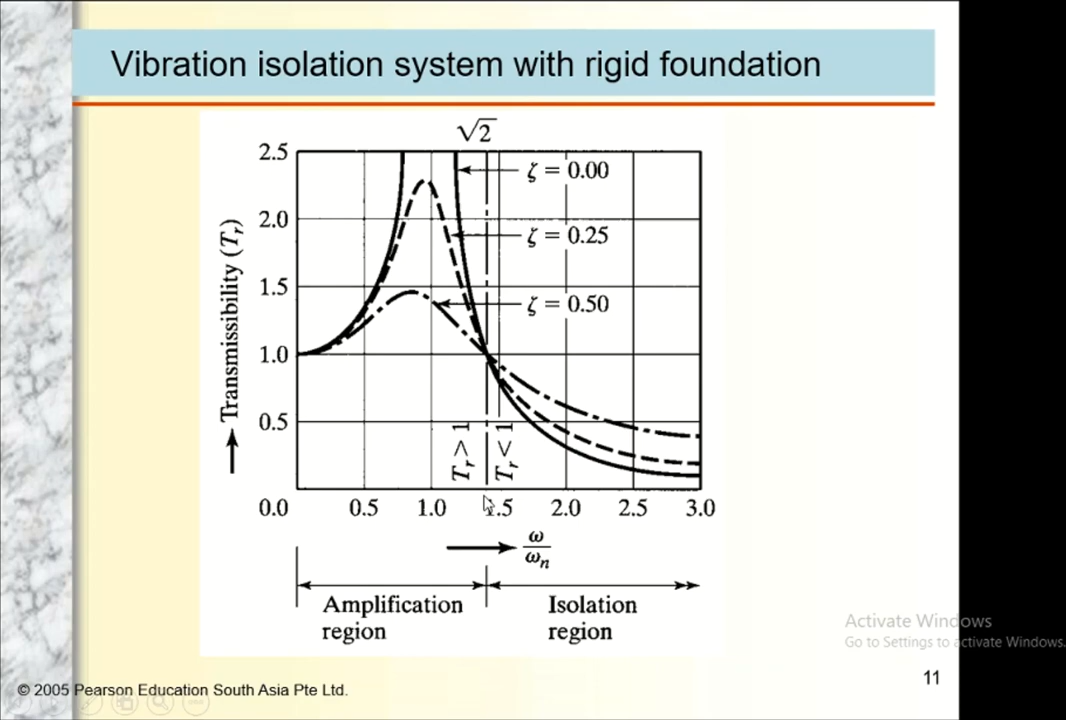 Vibration isolation system with rigid foundation
√2
2.5
ζ = 0.00
2.0
ζ = 0.25
Transmissibility (Tr)
1.5
ζ = 0.50
1.0
0.5
Tr > 1
Tr < 1
0.0 0.5 1.0 1.5 2.0 2.5 3.0
ω
ωn
Amplification
region
Isolation
region
Activate Windows
Go to Settings to activate Windows.
11
© 2005 Pearson Education South Asia Pte Ltd.